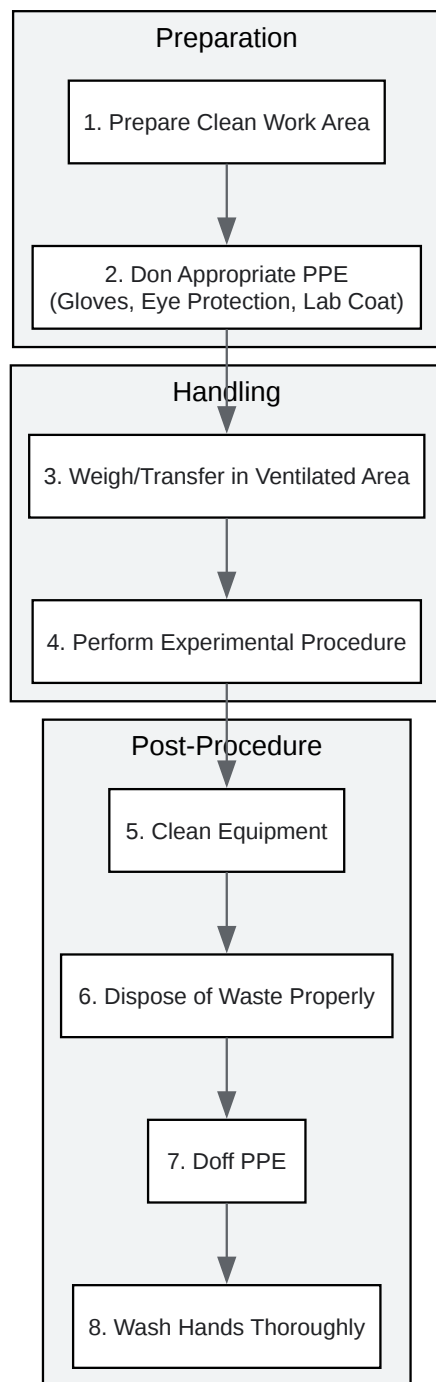 Preparation
1. Prepare Clean Work Area
2. Don Appropriate PPE
(Gloves, Eye Protection, Lab Coat)
Handling
3. Weigh/Transfer in Ventilated Area
4. Perform Experimental Procedure
Post-Procedure
5. Clean Equipment
6. Dispose of Waste Properly
7. Doff PPE
8. Wash Hands Thoroughly